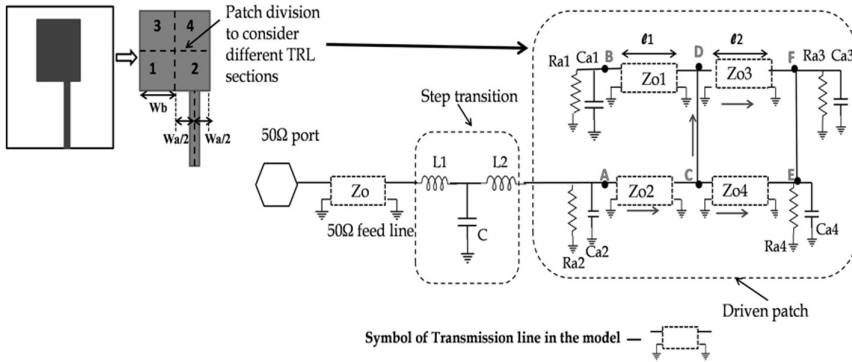 Patch division
to consider
different TRL
sections
3 4
1 2
Wb
Wa/2 Wa/2
50Ω port
Step transition
L1 L2
Zo
50Ω feed line
C
ℓ1 ℓ2
Ra1 Ca1 B D F Ra3 Ca3
Zo1 Zo3
A C E
Zo2 Zo4
Ra2 Ca2 Ra4 Ca4
Driven patch
Symbol of Transmission line in the model —